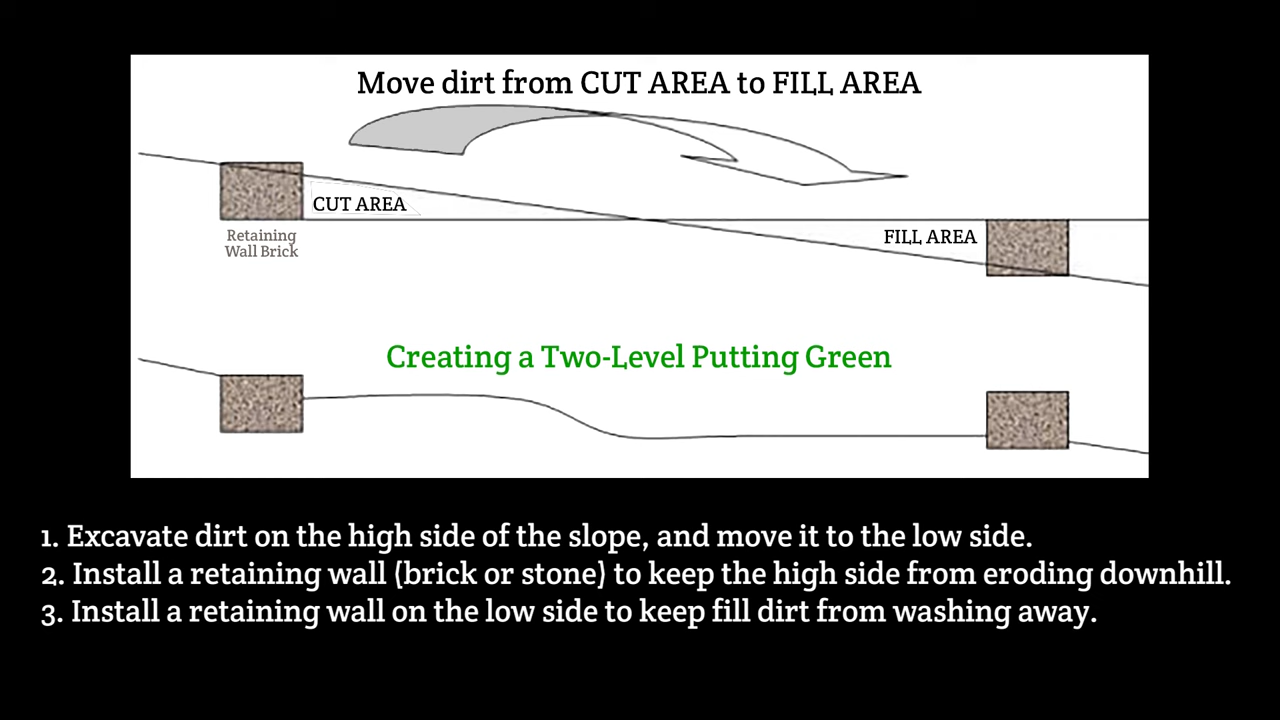 Move dirt from CUT AREA to FILL AREA
CUT AREA
Retaining
Wall Brick
FILL AREA
Creating a Two-Level Putting Green
1. Excavate dirt on the high side of the slope, and move it to the low side.
2. Install a retaining wall (brick or stone) to keep the high side from eroding downhill.
3. Install a retaining wall on the low side to keep fill dirt from washing away.